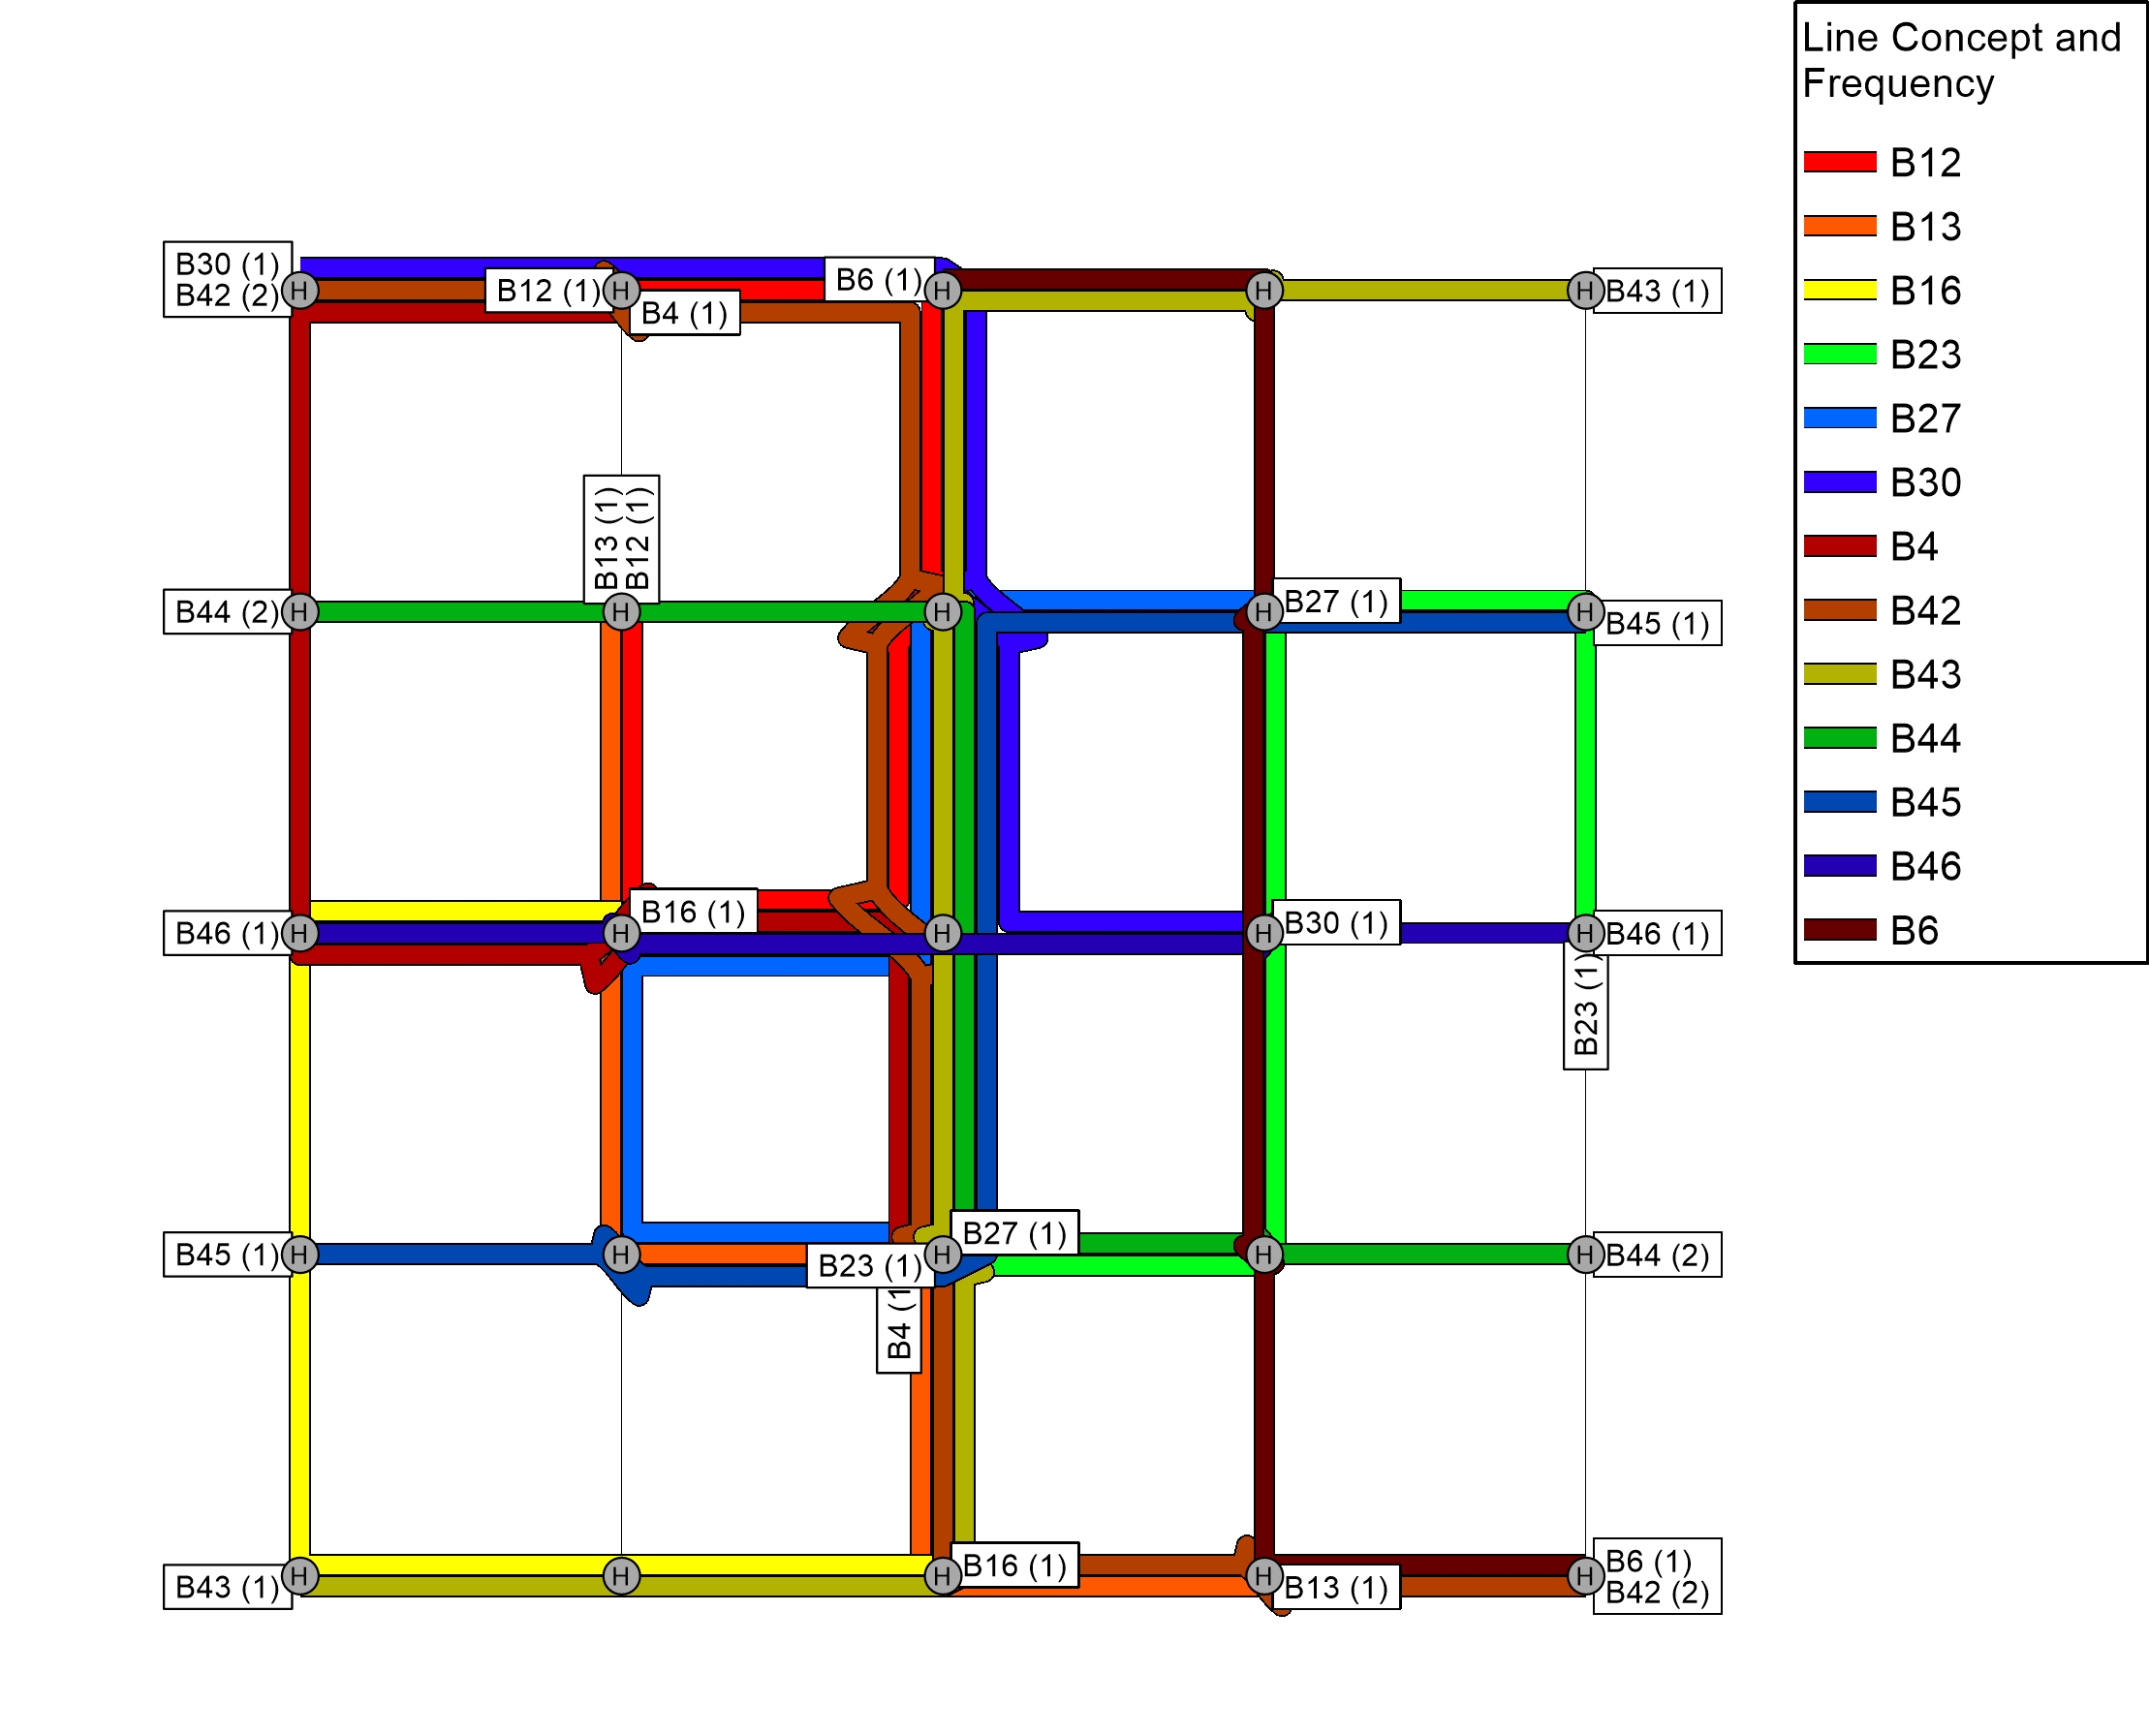 Line Concept and
Frequency
B12
B13
B16
B23
B27
B30
B4
B42
B43
B44
B45
B46
B6
B30 (1)
B42 (2)
H
B12 (1)
H
B4 (1)
B6 (1)
H
H
H
B43 (1)
B13 (1)
B12 (1)
B44 (2)
H
H
H
H
B27 (1)
H
B45 (1)
B46 (1)
H
H
B16 (1)
H
H
B30 (1)
H
B46 (1)
B23 (1)
B45 (1)
H
H
B23 (1)
H
B27 (1)
H
H
B44 (2)
B4 (1
B43 (1)
H
H
H
B16 (1)
H
B13 (1)
H
B6 (1)
B42 (2)